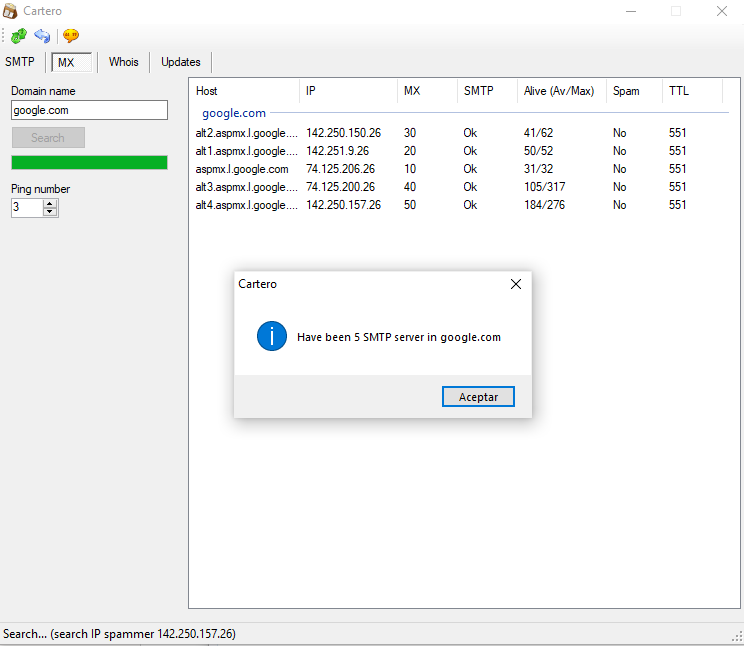 Cartero
SMTP MX Whois Updates
Domain name
google.com
Search
Ping number
3
Host IP MX SMTP Alive (Av/Max) Spam TTL
google.com
alt2.aspmx.l.google.... 142.250.150.26 30 Ok 41/62 No 551
alt1.aspmx.l.google.... 142.251.9.26 20 Ok 50/52 No 551
aspmx.l.google.com 74.125.206.26 10 Ok 31/32 No 551
alt3.aspmx.l.google.... 74.125.200.26 40 Ok 105/317 No 551
alt4.aspmx.l.google.... 142.250.157.26 50 Ok 184/276 No 551
Cartero
Have been 5 SMTP server in google.com
Aceptar
Search... (search IP spammer 142.250.157.26)